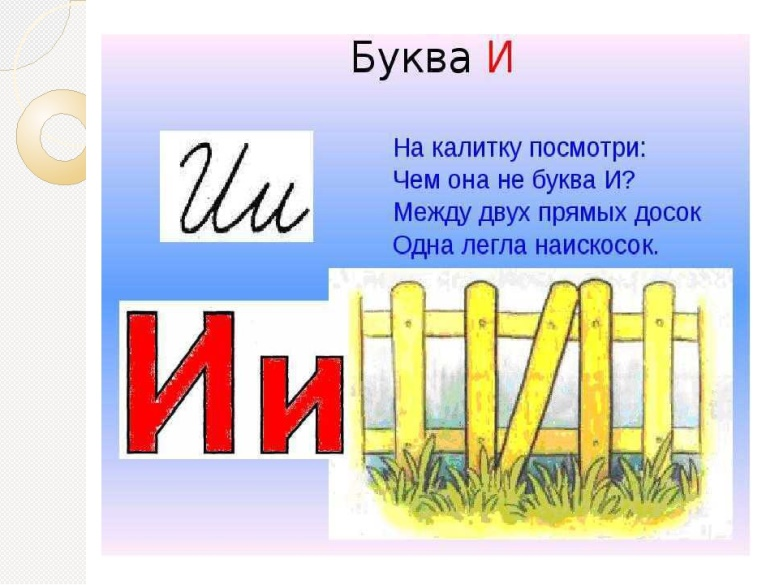 Буква И
Ии
На калитку посмотри:
Чем она не буква И?
Между двух прямых досок
Одна легла наискосок.
Ии